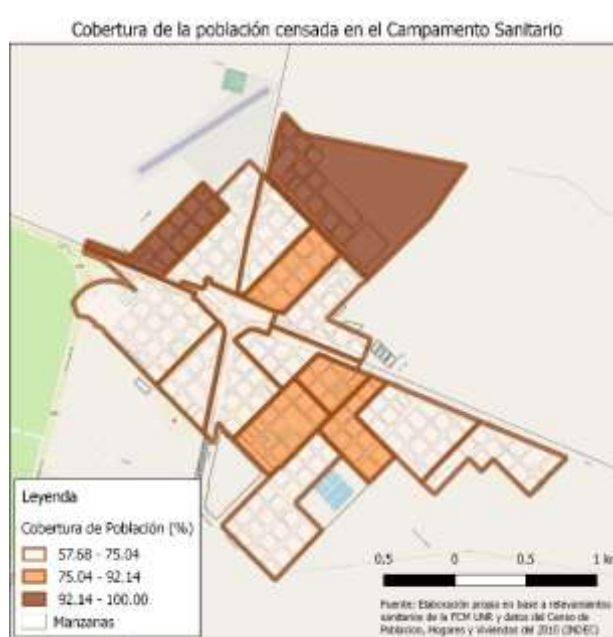 Cobertura de la población censada en el Campamento Sanitario
Leyenda
Cobertura de Población (%)
57.68 - 75.04
75.04 - 92.14
92.14 - 100.00
Manzanas
0.5 0 0.5 1 km
Fuente: Elaboración propia en base a relevamientos
sanitarios de la FCM UNR y datos del Censo de
Población, Hogares y Viviendas del 2010 (INDEC)